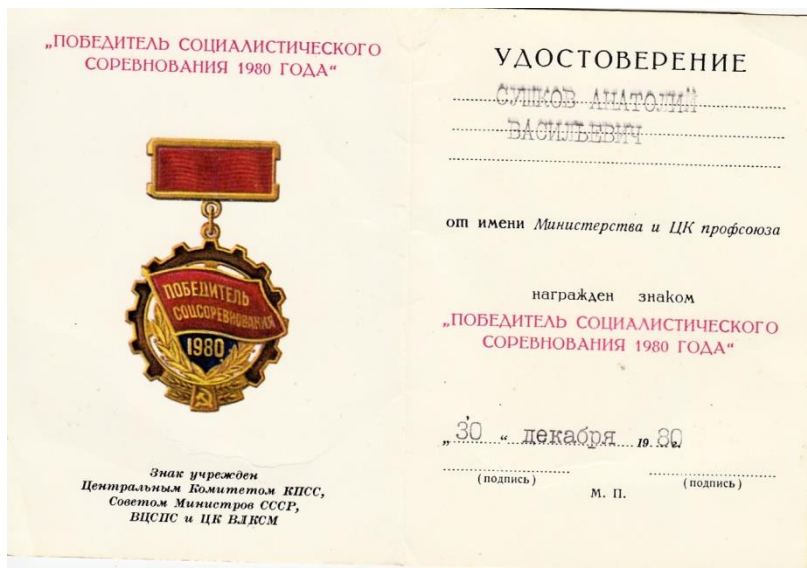 „ПОБЕДИТЕЛЬ СОЦИАЛИСТИЧЕСКОГО
СОРЕВНОВАНИЯ 1980 ГОДА“
ПОБЕДИТЕЛЬ
СОЦСОРЕВНОВАНИЯ
1980
Знак учрежден
Центральным Комитетом КПСС,
Советом Министров СССР,
ВЦСПС и ЦК ВЛКСМ
УДОСТОВЕРЕНИЕ
СУШКОВ АНАТОЛИЙ
ВАСИЛЬЕВИЧ
от имени Министерства и ЦК профсоюза
награжден знаком
„ПОБЕДИТЕЛЬ СОЦИАЛИСТИЧЕСКОГО
СОРЕВНОВАНИЯ 1980 ГОДА“
„30“ декабря 1980 г.
(подпись) (подпись)
М. П.